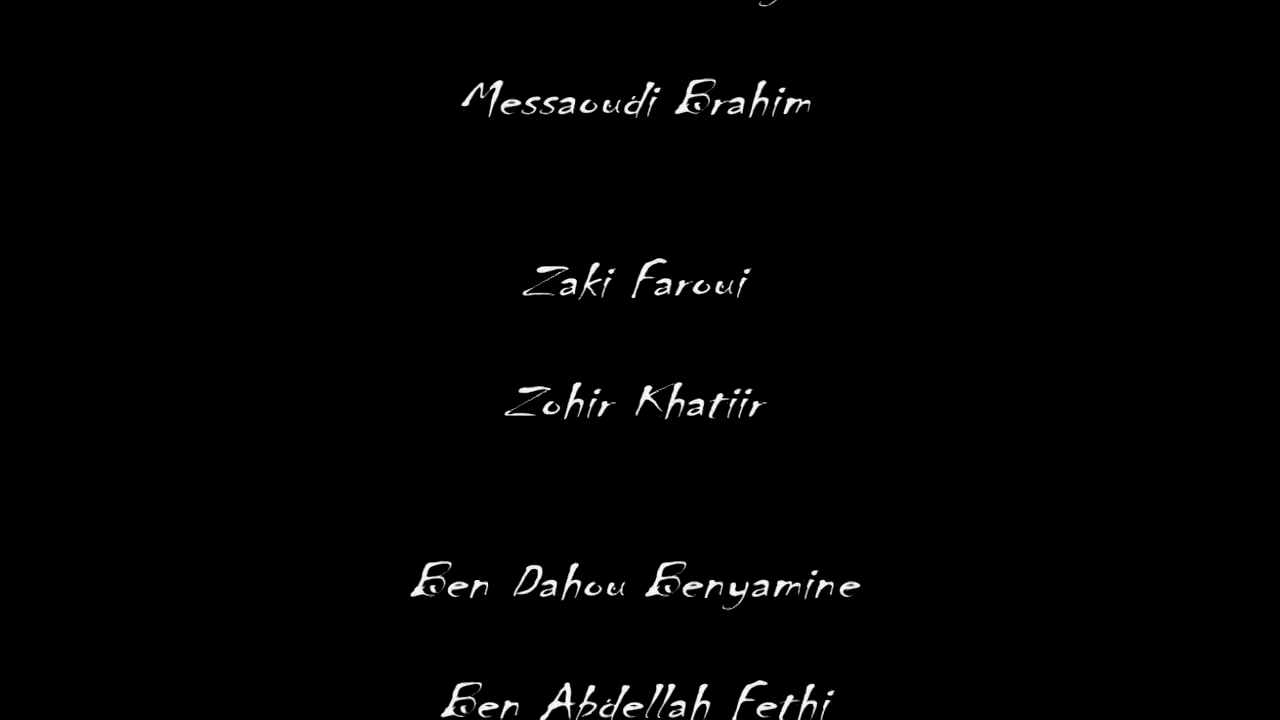 Messaoudi Brahim
Zaki Faroui
Zohir Khatiir
Ben Dahou Benyamine
Ben Abdellah Fethi